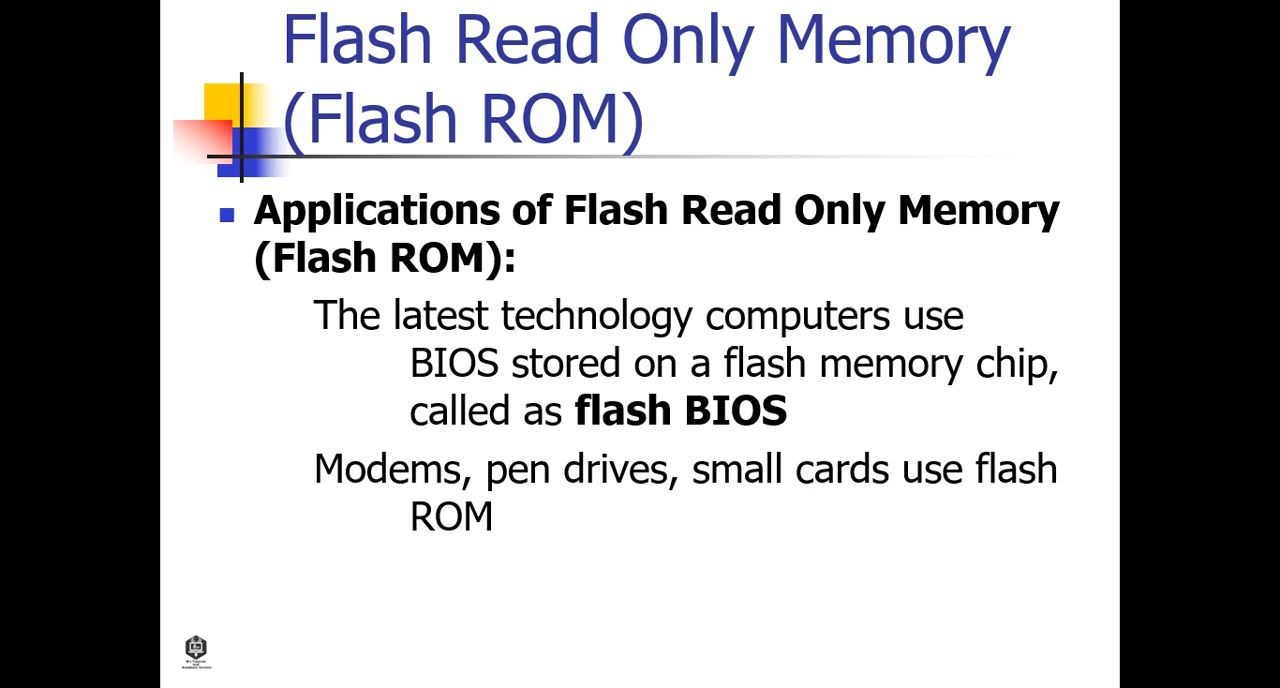 Flash Read Only Memory
(Flash ROM)
Applications of Flash Read Only Memory
(Flash ROM):
The latest technology computers use
BIOS stored on a flash memory chip,
called as flash BIOS
Modems, pen drives, small cards use flash
ROM